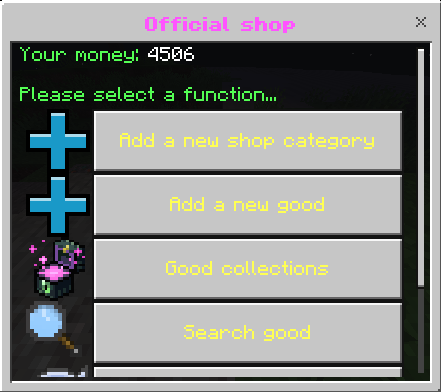 Official shop
Your money: 4506
Please select a function...
Add a new shop category
Add a new good
Good collections
Search good